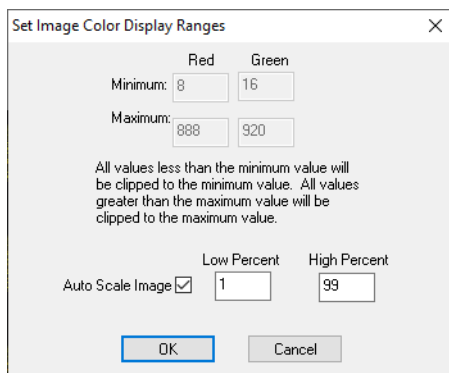 Set Image Color Display Ranges
Red Green
Minimum: 8 16
Maximum: 888 920
All values less than the minimum value will
be clipped to the minimum value. All values
greater than the maximum value will be
clipped to the maximum value.
Low Percent High Percent
Auto Scale Image 1 99
OK Cancel